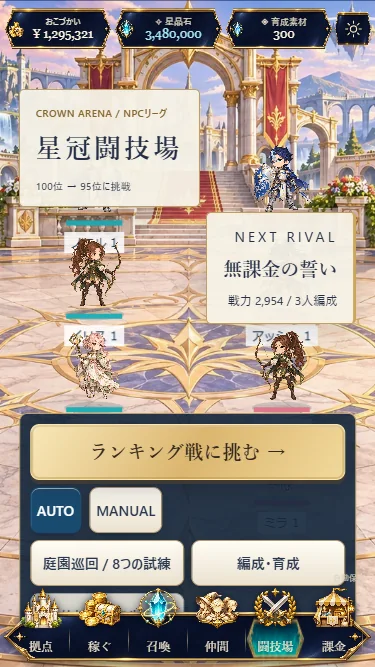 おこづかい
¥1,295,321
✧ 星晶石
3,480,000
◈ 育成素材
300
CROWN ARENA / NPCリーグ
星冠闘技場
100位 → 95位に挑戦
NEXT RIVAL
無課金の誓い
戦力 2,954 / 3人編成
1
1
アッシュ 1
ランキング戦に挑む →
AUTO
MANUAL
ミラ 1
庭園巡回 / 8つの試練
編成・育成
拠点
稼ぐ
召喚
仲間
闘技場
課金